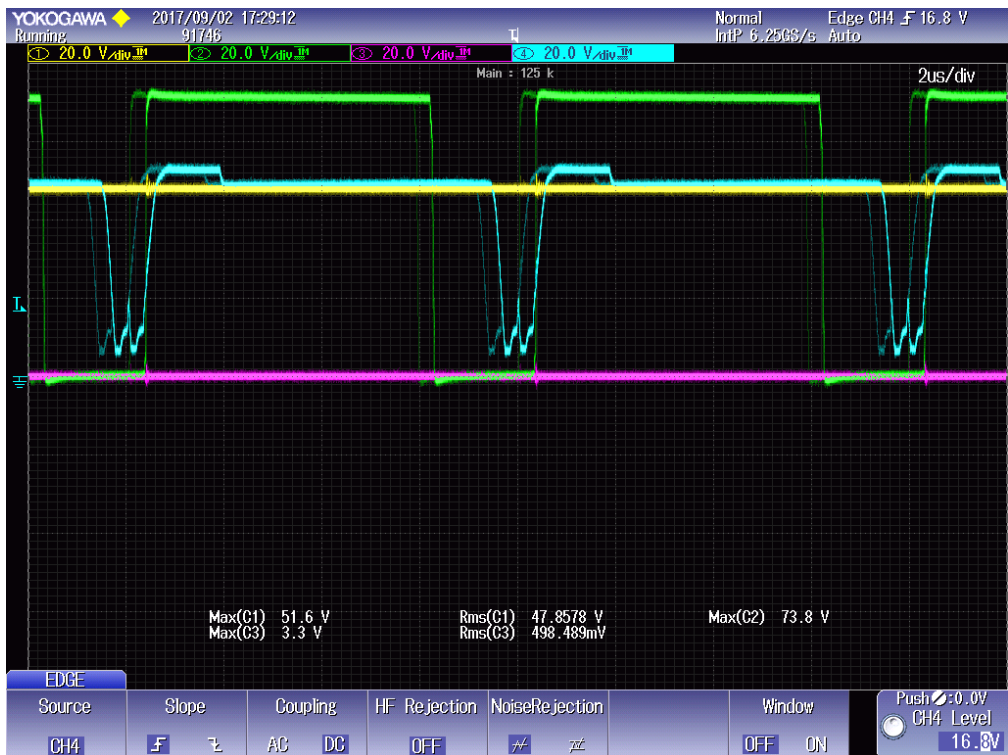 YOKOGAWA 2017/09/02 17:29:12 Normal Edge CH4 16.8 V
Running 91746 IntP 6.25GS/s Auto
1 20.0 V/div 1M 2 20.0 V/div 1M 3 20.0 V/div 1M 4 20.0 V/div 1M
Main : 125 k 2us/div
Max(C1) 51.6 V Rms(C1) 47.8578 V Max(C2) 73.8 V
Max(C3) 3.3 V Rms(C3) 498.489mV
EDGE
Source Slope Coupling HF Rejection NoiseRejection Window Push :0.0V
CH4 Level
CH4 AC DC OFF OFF ON 16.8V